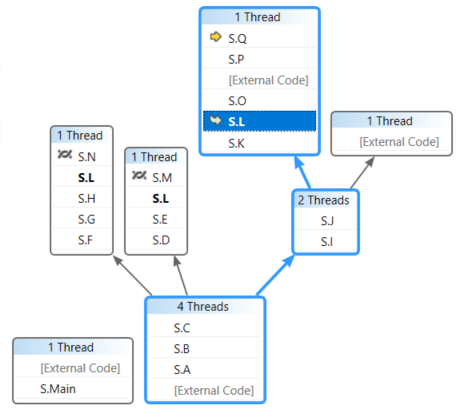 1 Thread
S.Q
S.P
[External Code]
S.O
S.L
S.K
1 Thread
[External Code]
1 Thread
S.N
S.L
S.H
S.G
S.F
1 Thread
S.M
S.L
S.E
S.D
2 Threads
S.J
S.I
4 Threads
S.C
S.B
S.A
[External Code]
1 Thread
[External Code]
S.Main